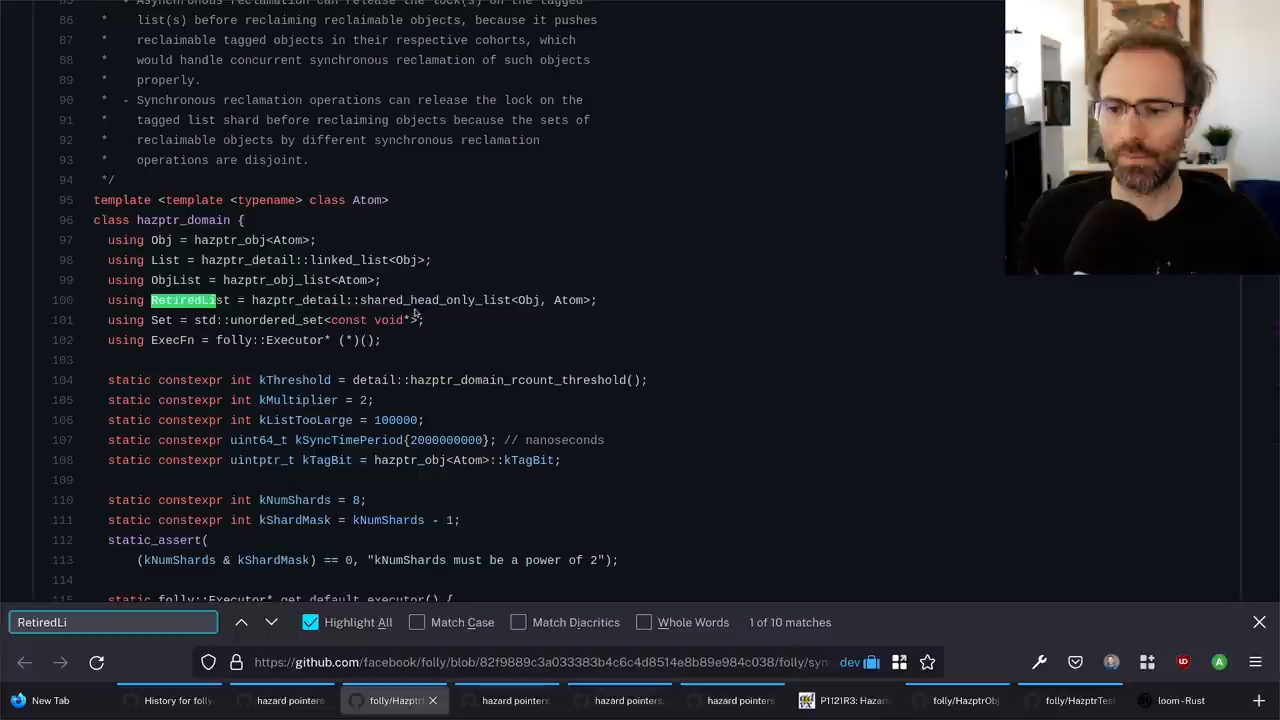 85 * - Asynchronous reclamation can release the lock(s) on the tagged
86 * list(s) before reclaiming reclaimable objects, because it pushes
87 * reclaimable tagged objects in their respective cohorts, which
88 * would handle concurrent synchronous reclamation of such objects
89 * properly.
90 * - Synchronous reclamation operations can release the lock on the
91 * tagged list shard before reclaiming objects because the sets of
92 * reclaimable objects by different synchronous reclamation
93 * operations are disjoint.
94 */
95 template <template <typename> class Atom>
96 class hazptr_domain {
97 using Obj = hazptr_obj<Atom>;
98 using List = hazptr_detail::linked_list<Obj>;
99 using ObjList = hazptr_obj_list<Atom>;
100 using RetiredList = hazptr_detail::shared_head_only_list<Obj, Atom>;
101 using Set = std::unordered_set<const void*>;
102 using ExecFn = folly::Executor* (*)();
103
104 static constexpr int kThreshold = detail::hazptr_domain_rcount_threshold();
105 static constexpr int kMultiplier = 2;
106 static constexpr int kListTooLarge = 100000;
107 static constexpr uint64_t kSyncTimePeriod{2000000000}; // nanoseconds
108 static constexpr uintptr_t kTagBit = hazptr_obj<Atom>::kTagBit;
109
110 static constexpr int kNumShards = 8;
111 static constexpr int kShardMask = kNumShards - 1;
112 static_assert(
113 (kNumShards & kShardMask) == 0, "kNumShards must be a power of 2");
114
115 static folly::Executor* get_default_executor() {
RetiredLi Highlight All Match Case Match Diacritics Whole Words 1 of 10 matches
https://github.com/facebook/folly/blob/82f9889c3a033383b4c6c4d8514e8b89e984c038/folly/syn dev
New Tab History for folly hazard pointers folly/Hazptr hazard pointers hazard pointers hazard pointers P1121R3: Hazar folly/HazptrObj folly/HazptrTest loom - Rust